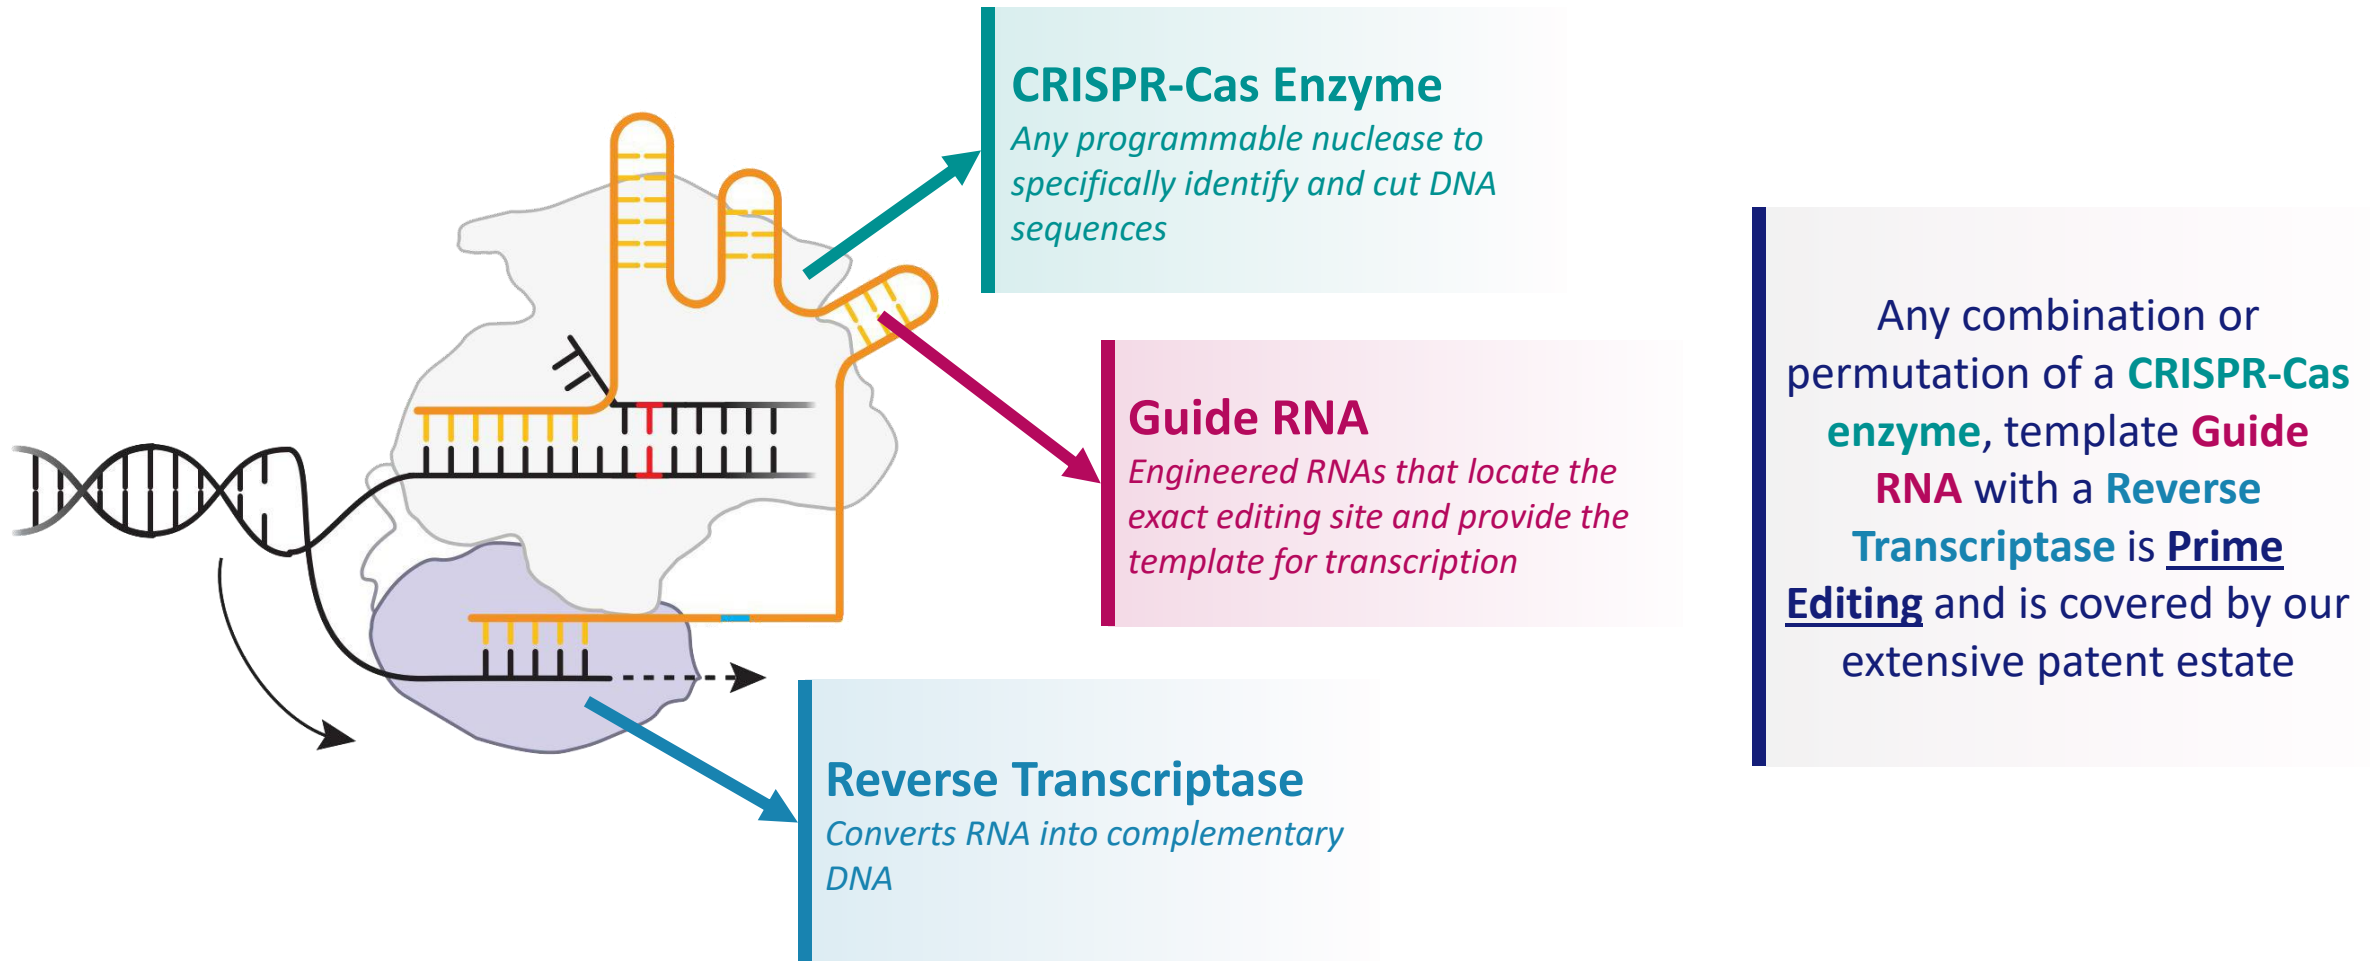 CRISPR-Cas Enzyme
Any programmable nuclease to
specifically identify and cut DNA
sequences
Guide RNA
Engineered RNAs that locate the
exact editing site and provide the
template for transcription
Reverse Transcriptase
Converts RNA into complementary
DNA
Any combination or
permutation of a CRISPR-Cas
enzyme, template Guide
RNA with a Reverse
Transcriptase is Prime
Editing and is covered by our
extensive patent estate